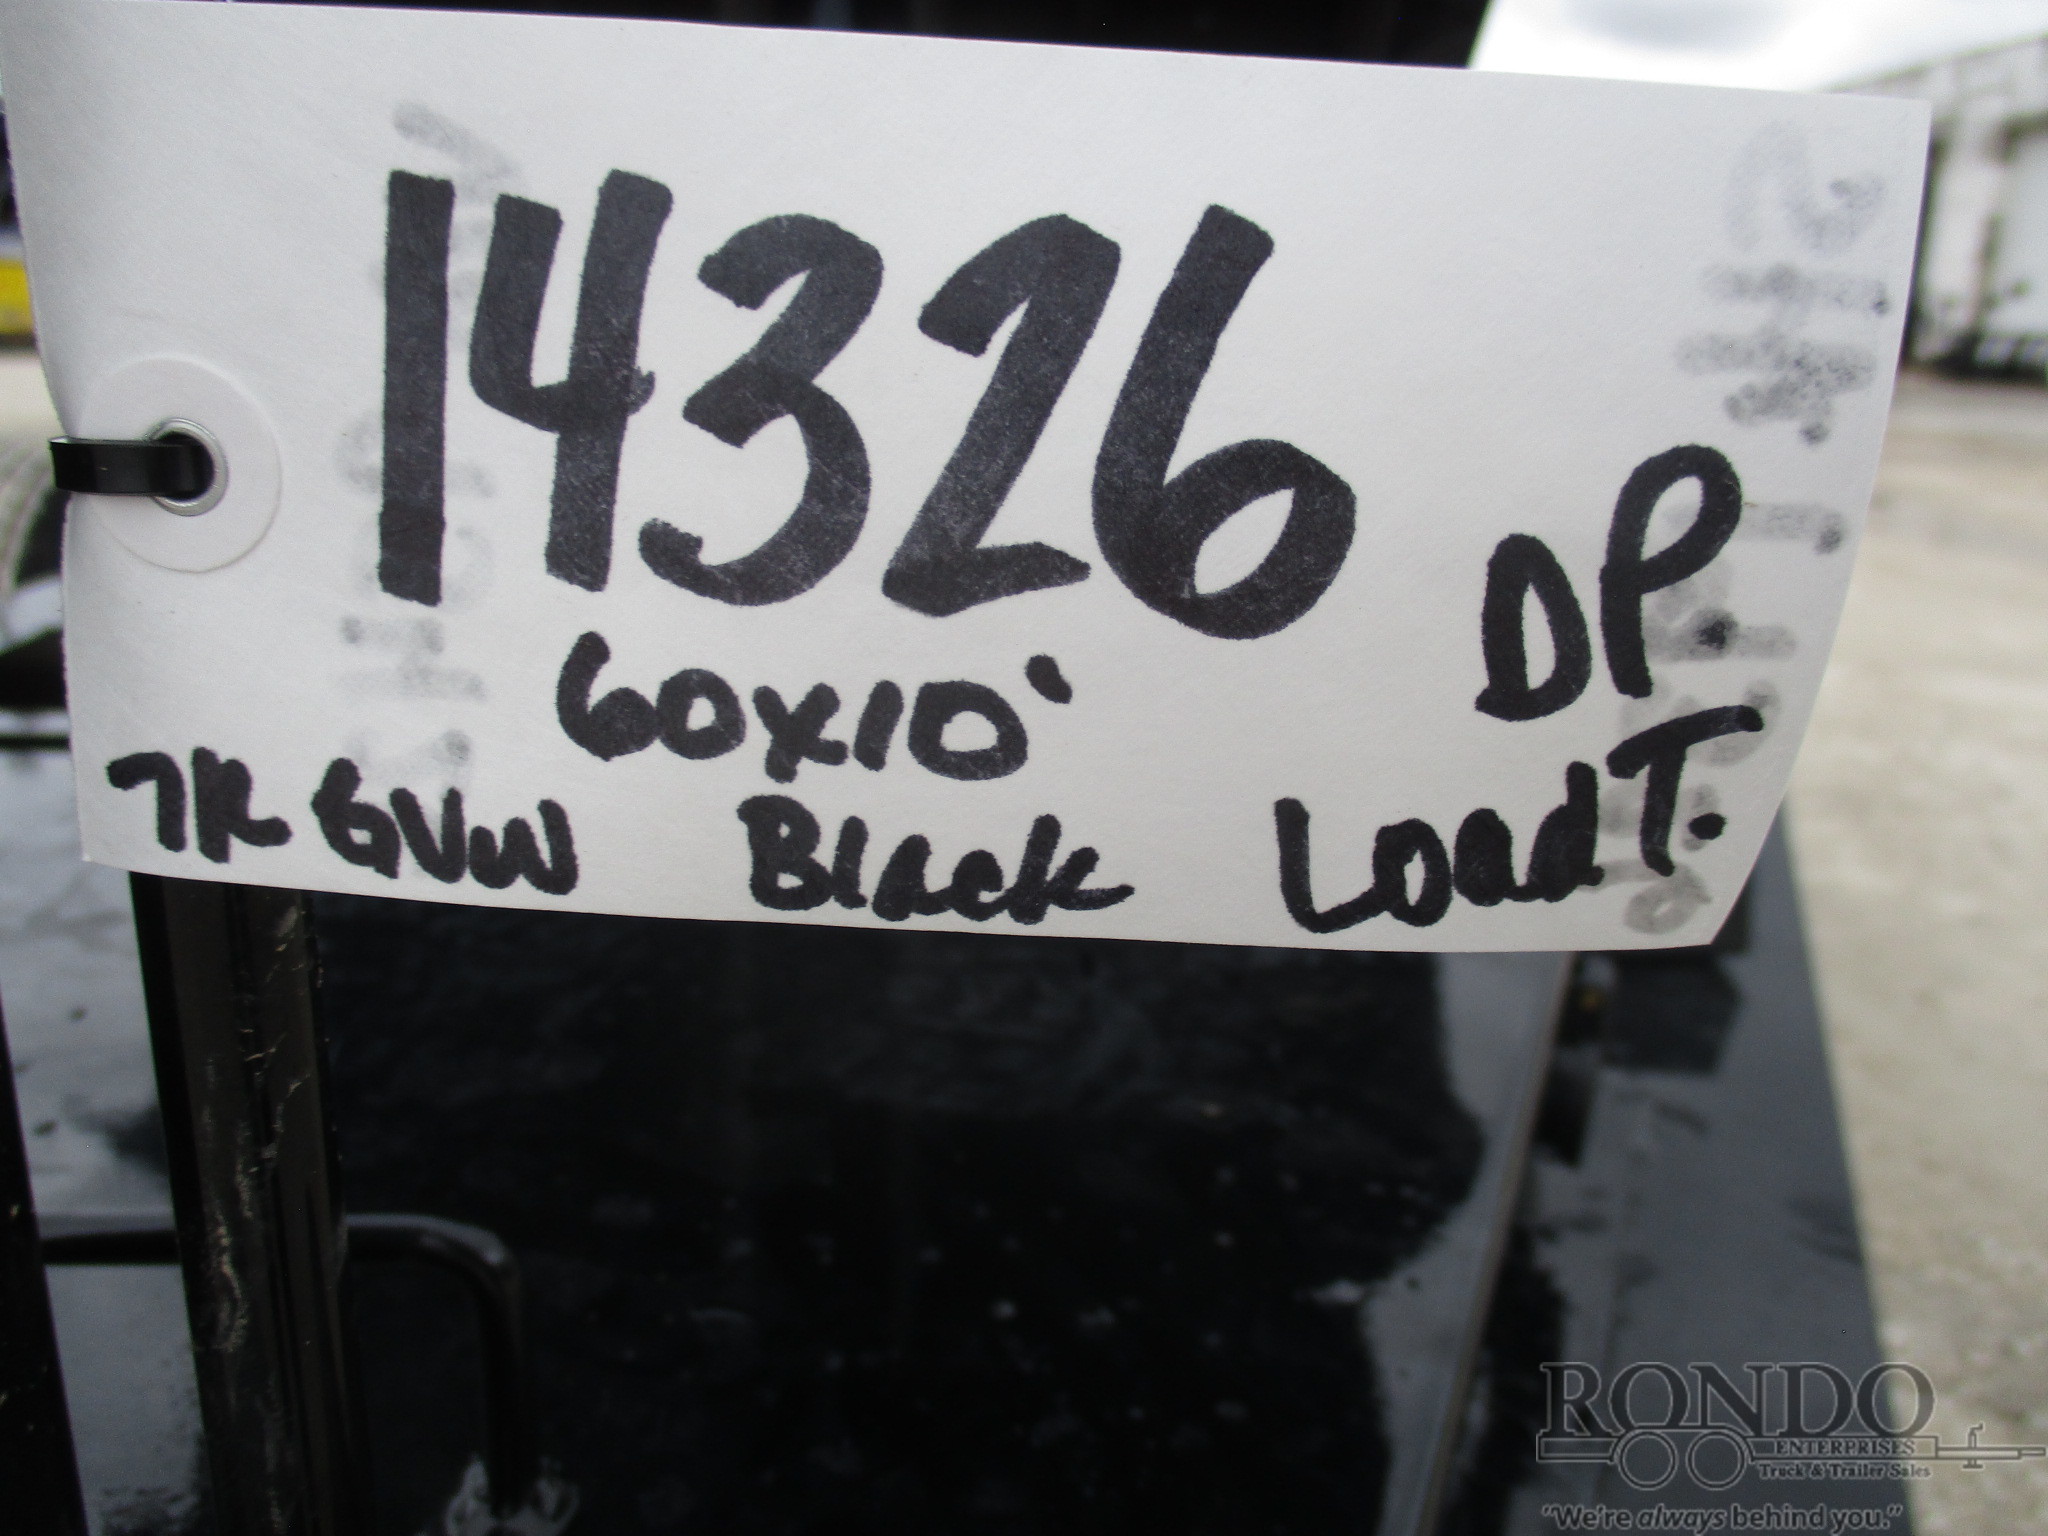 14326
60x10'
DP
7K GVW Black Load T.
RONDO
ENTERPRISES
Truck & Trailer Sales
"We're always behind you."